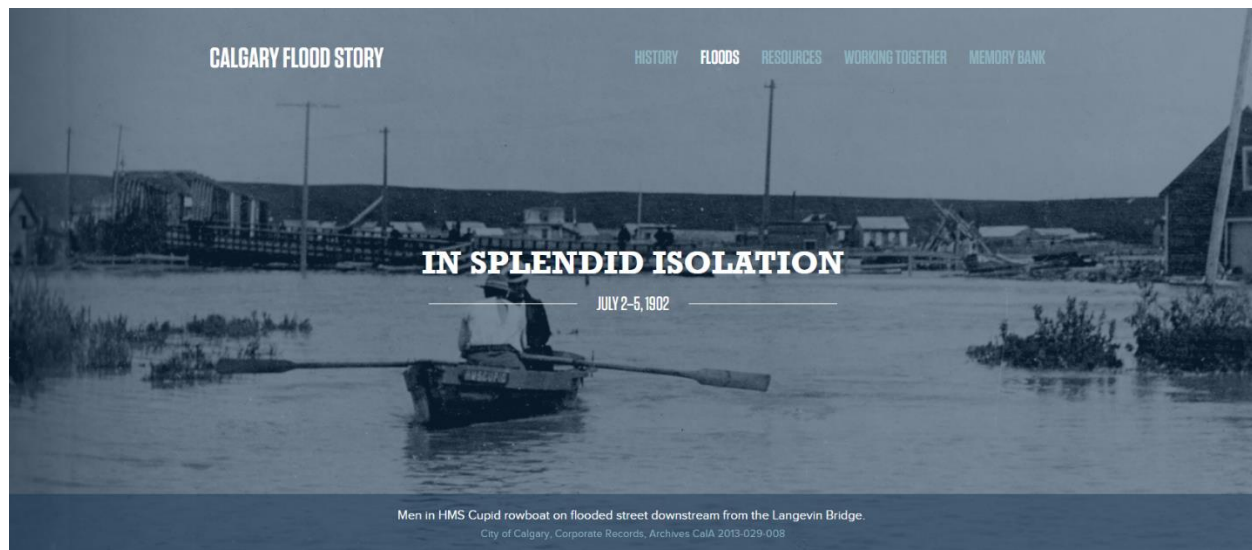 CALGARY FLOOD STORY
HISTORY FLOODS RESOURCES WORKING TOGETHER MEMORY BANK
IN SPLENDID ISOLATION
JULY 2–5, 1902
Men in HMS Cupid rowboat on flooded street downstream from the Langevin Bridge.
City of Calgary, Corporate Records, Archives CalA 2013-029-008